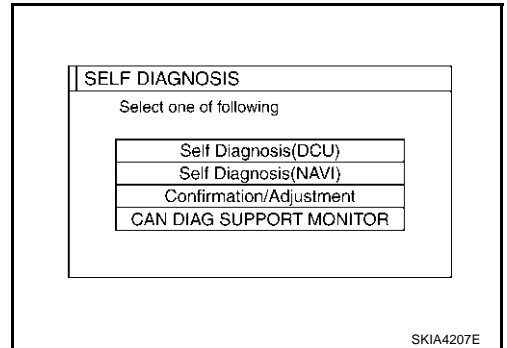 SELF DIAGNOSIS
Select one of following
Self Diagnosis(DCU)
Self Diagnosis(NAVI)
Confirmation/Adjustment
CAN DIAG SUPPORT MONITOR
SKIA4207E